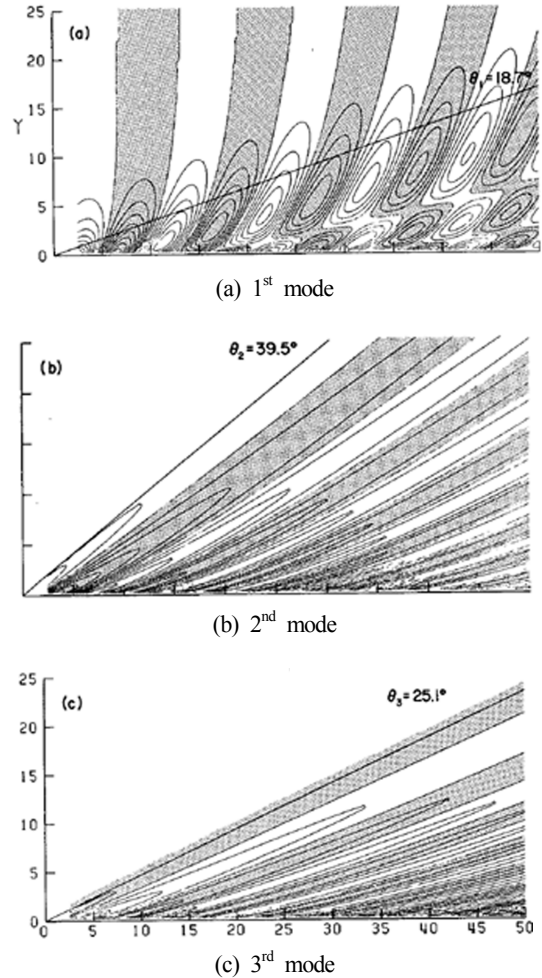 25
(a)
20
θ₁=18.7°
15
Y
10
5
0
(a) 1st mode
(b)
θ₂=39.5°
(b) 2nd mode
25
(c)
θ₃=25.1°
20
15
10
5
0
0 5 10 15 20 25 30 35 40 45 50
(c) 3rd mode